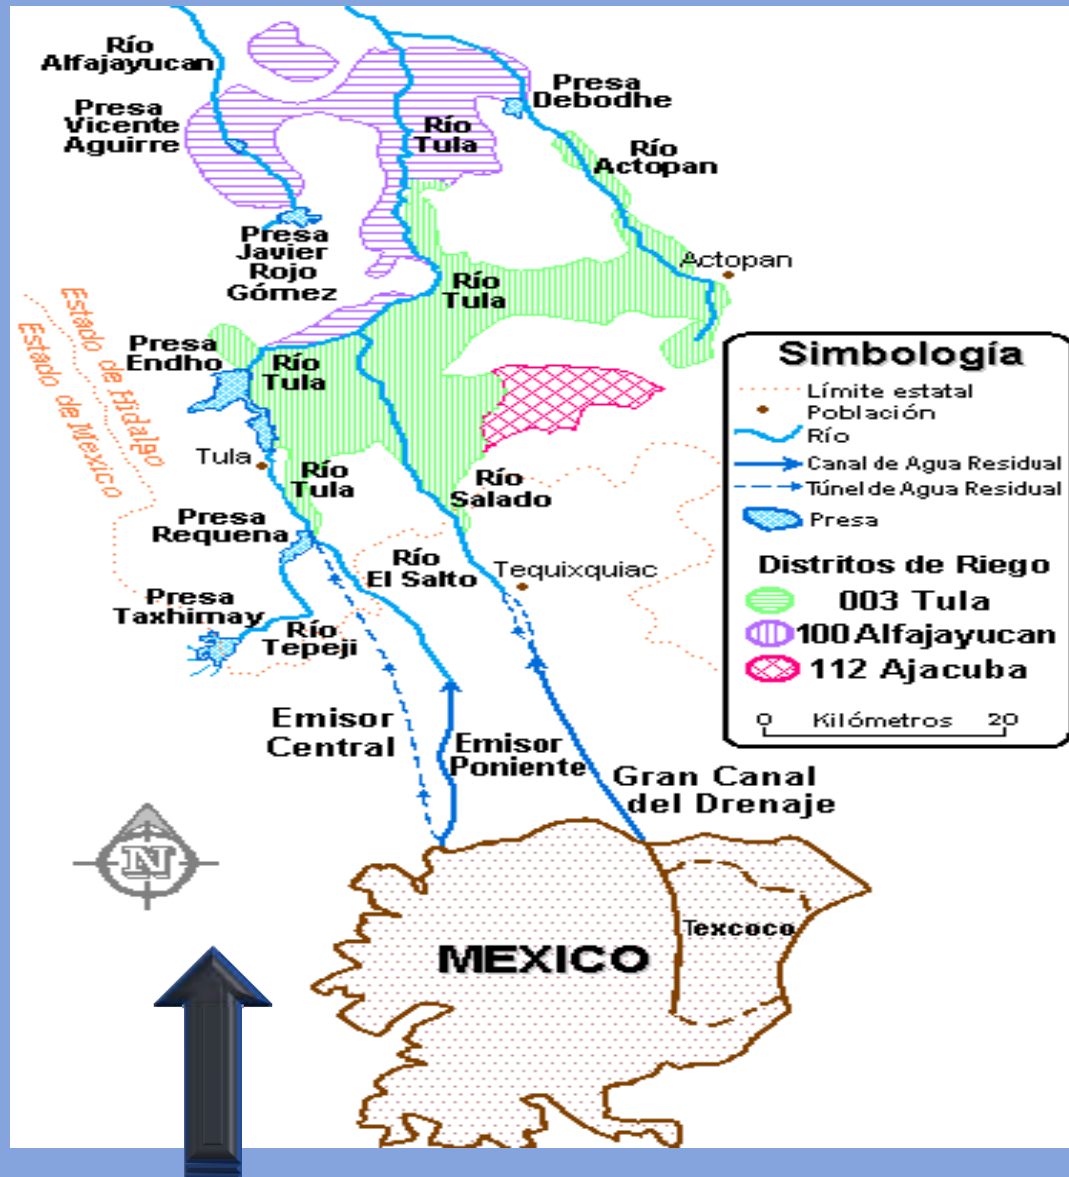 Río
Alfajayucan
Presa
Vicente
Aguirre
Río
Tula
Presa
Debodhe
Río
Actopan
Presa
Javier
Rojo
Gómez
Río
Tula
Actopan
Estado de Hidalgo
Estado de Mexico
Presa
Endho
Río
Tula
Tula
Río
Tula
Río
Salado
Presa
Requena
Río
El Salto
Tequixquiac
Presa
Taxhimay
Río
Tepeji
Emisor
Central
Emisor
Poniente
Gran Canal
del Drenaje
Simbología
Límite estatal
Población
Río
Canal de Agua Residual
Túnel de Agua Residual
Presa
Distritos de Riego
003 Tula
100 Alfajayucan
112 Ajacuba
0 Kilómetros 20
N
Texcoco
MEXICO